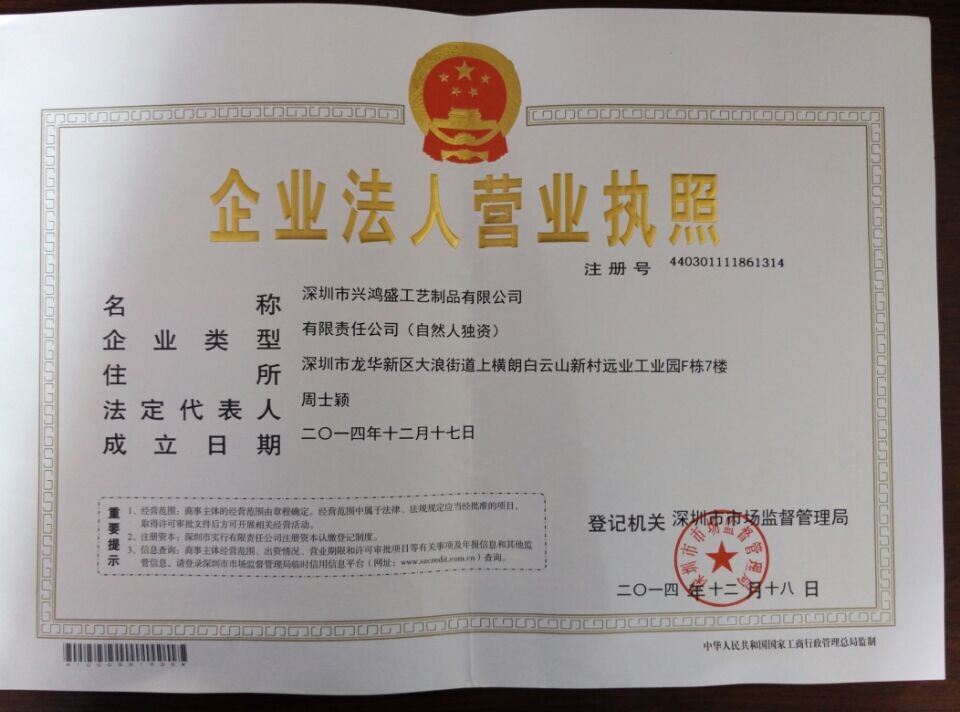 企业法人营业执照
注册号 440301111861314
名称 深圳市兴鸿盛工艺制品有限公司
企业类型 有限责任公司（自然人独资）
住所 深圳市龙华新区大浪街道上横朗白云山新村远业工业园F栋7楼
法定代表人 周士颖
成立日期 二〇一四年十二月十七日
重要提示
1、经营范围：商事主体的经营范围由章程确定。经营范围中属于法律、法规规定应当经批准的项目，
取得许可审批文件后方可开展相关经营活动。
2、注册资本：深圳市实行有限责任公司注册资本认缴登记制度。
3、信息查询：商事主体经营范围、出资情况、营业期限和许可审批项目等有关事项及年报信息和其他监
管信息，请登录深圳市市场监督管理局临时信用信息平台（网址：www.szcredit.com.cn）查询。
登记机关 深圳市市场监督管理局
深圳市市场监督管理局
二〇一四 年十二 月十八 日
中华人民共和国国家工商行政管理总局监制